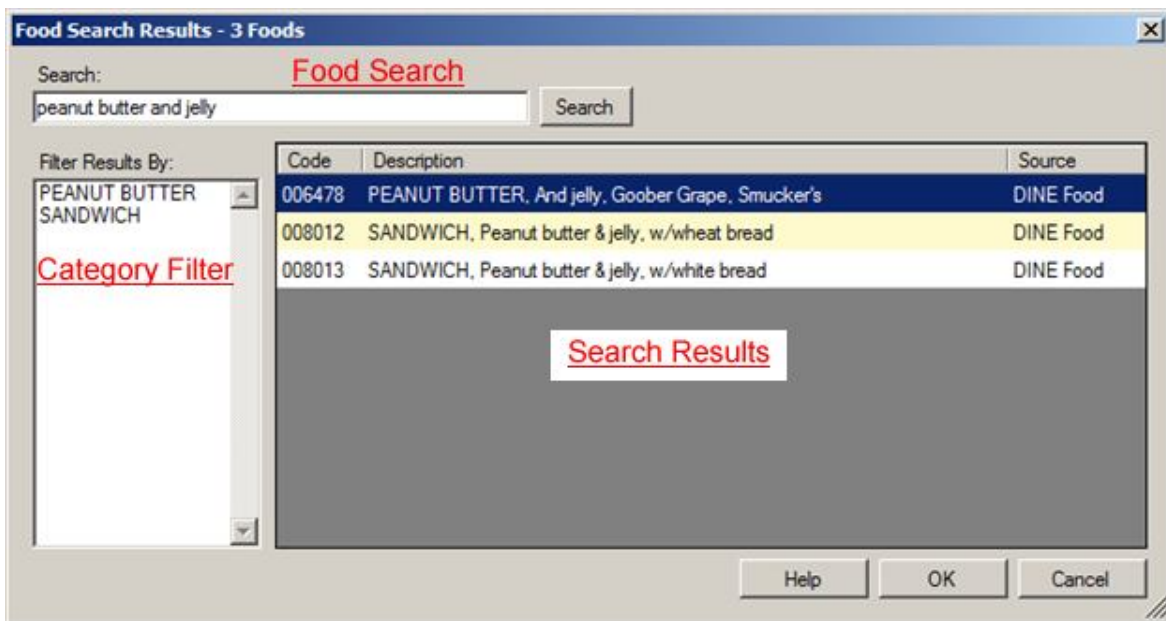 Food Search Results - 3 Foods
Search:
Food Search
peanut butter and jelly
Search
Filter Results By:
PEANUT BUTTER
SANDWICH
Category Filter
Code Description Source
006478 PEANUT BUTTER, And jelly, Goober Grape, Smucker's DINE Food
008012 SANDWICH, Peanut butter & jelly, w/wheat bread DINE Food
008013 SANDWICH, Peanut butter & jelly, w/white bread DINE Food
Search Results
Help OK Cancel